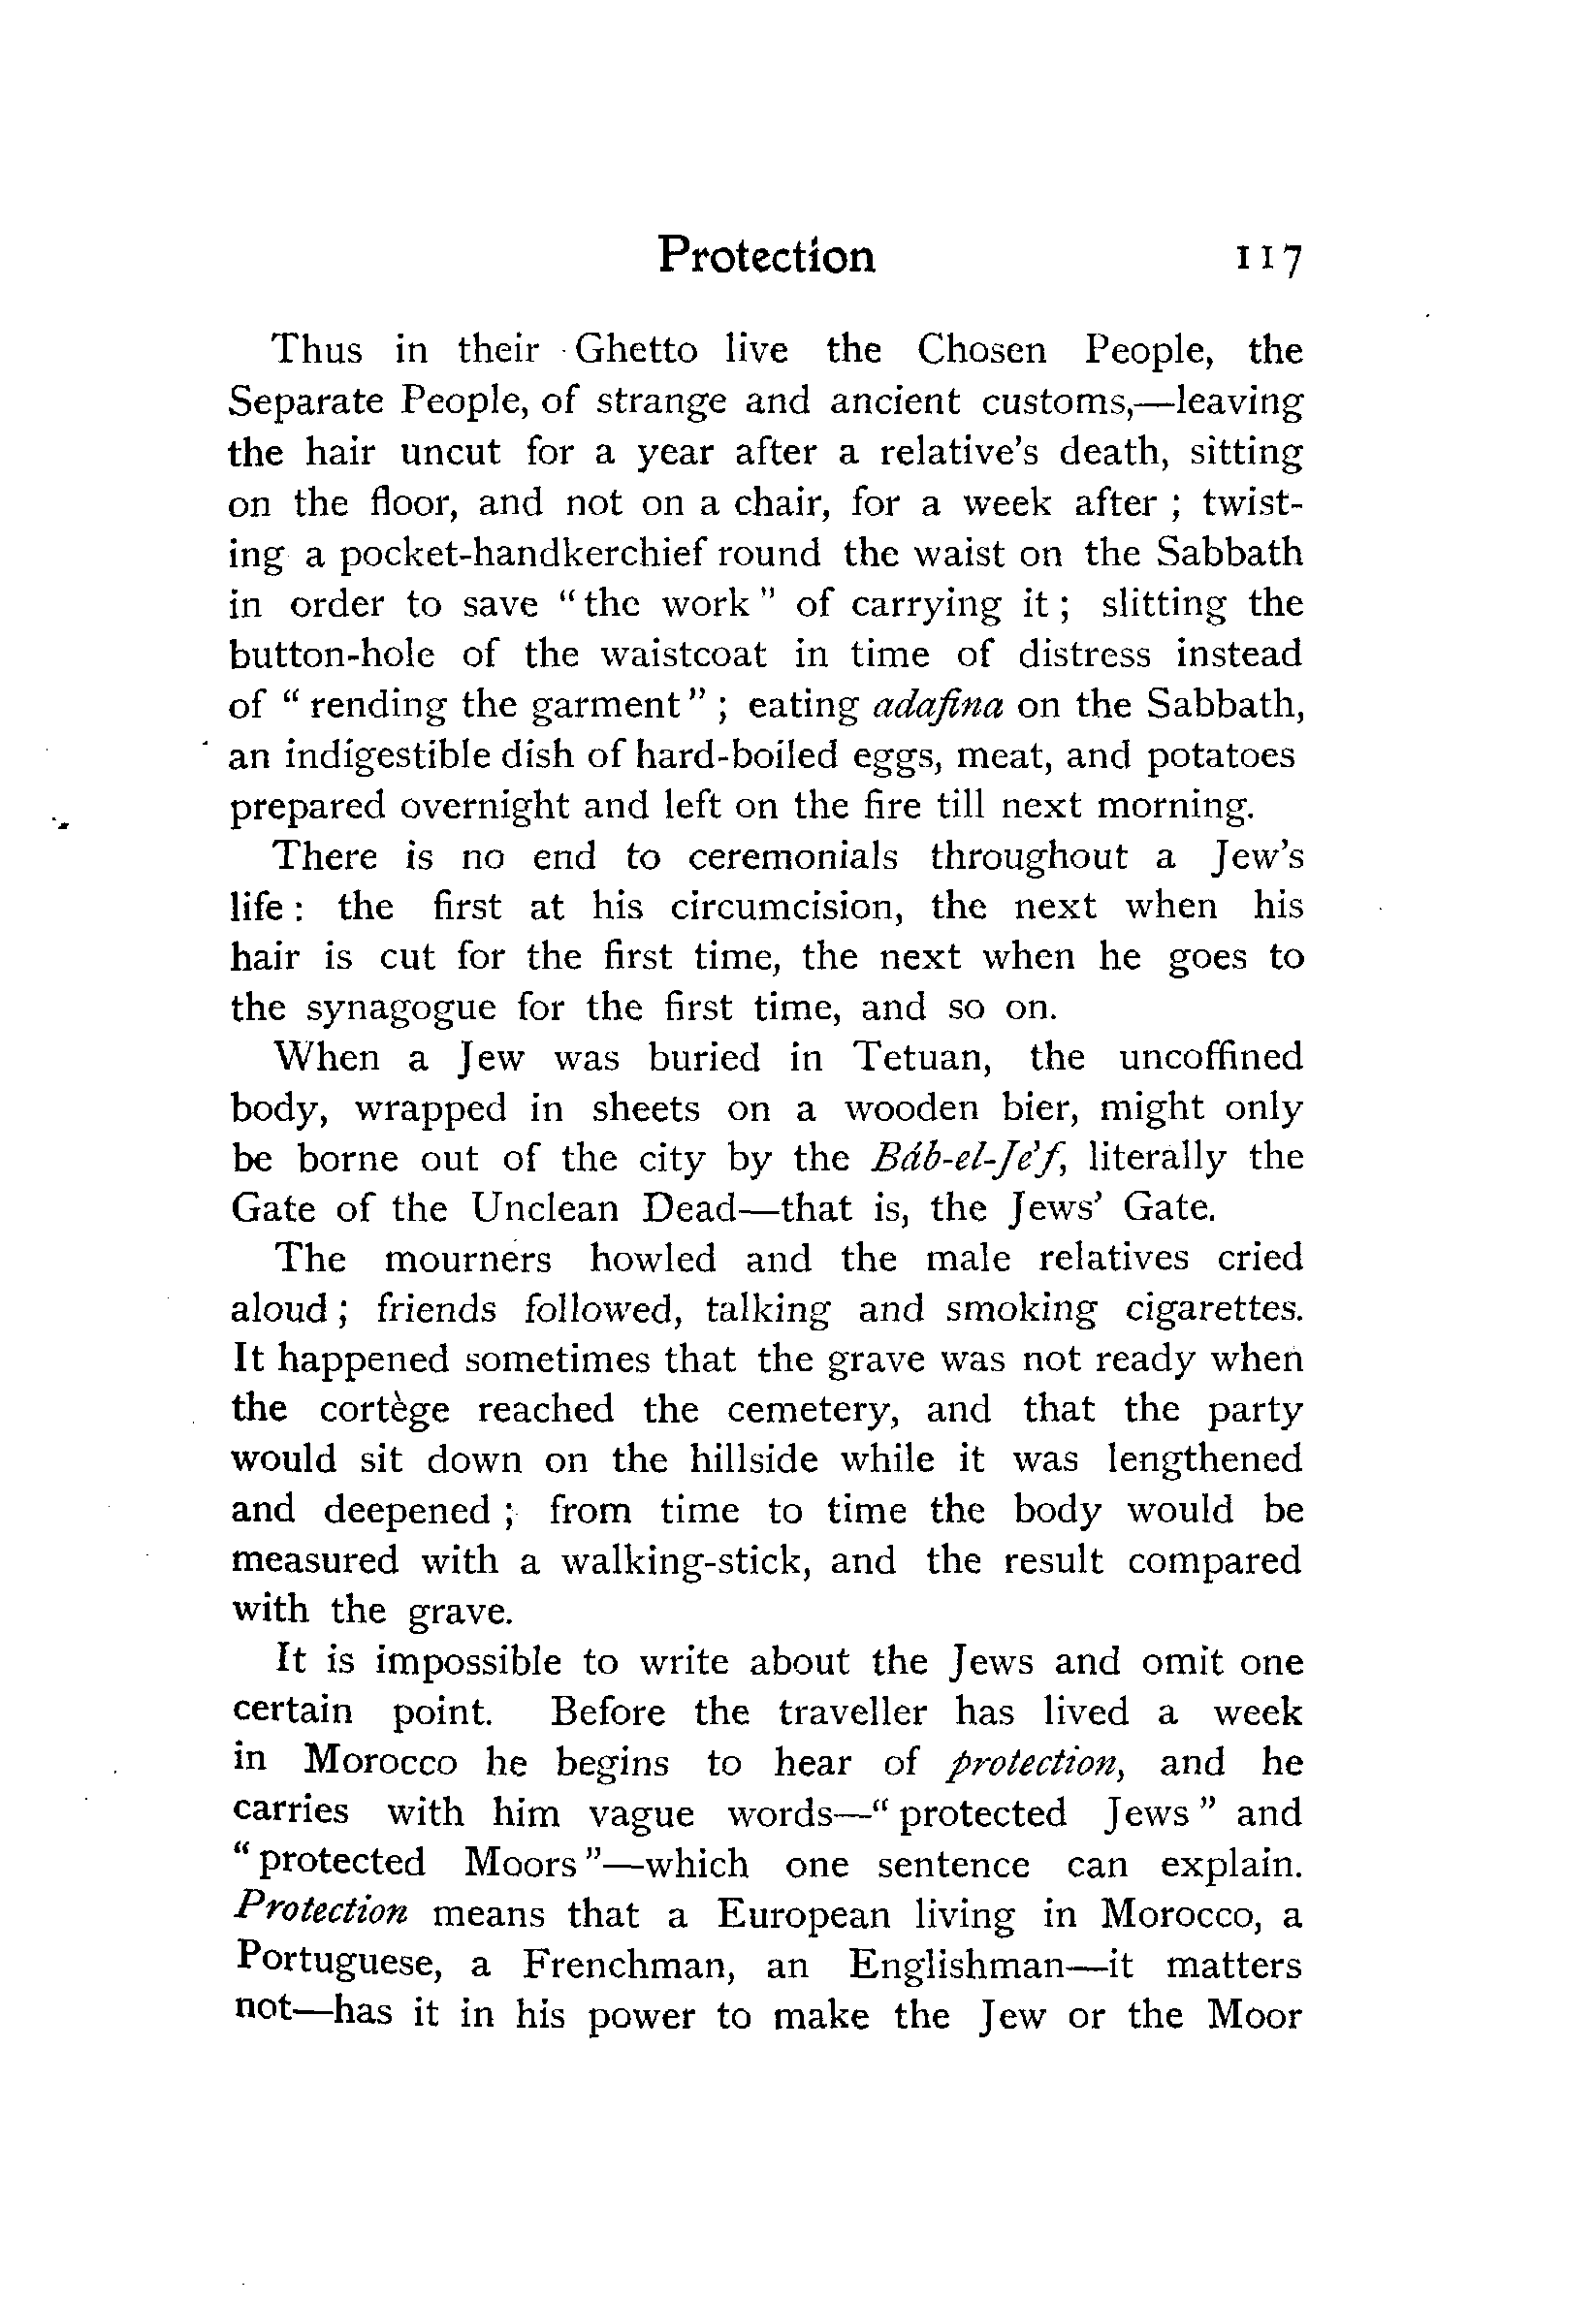 Protection 117
Thus in their Ghetto live the Chosen People, the
Separate People, of strange and ancient customs,—leaving
the hair uncut for a year after a relative's death, sitting
on the floor, and not on a chair, for a week after ; twist-
ing a pocket-handkerchief round the waist on the Sabbath
in order to save "the work" of carrying it ; slitting the
button-hole of the waistcoat in time of distress instead
of "rending the garment" ; eating adafina on the Sabbath,
an indigestible dish of hard-boiled eggs, meat, and potatoes
prepared overnight and left on the fire till next morning.
There is no end to ceremonials throughout a Jew's
life : the first at his circumcision, the next when his
hair is cut for the first time, the next when he goes to
the synagogue for the first time, and so on.
When a Jew was buried in Tetuan, the uncoffined
body, wrapped in sheets on a wooden bier, might only
be borne out of the city by the Báb-el-Je'f, literally the
Gate of the Unclean Dead—that is, the Jews' Gate.
The mourners howled and the male relatives cried
aloud ; friends followed, talking and smoking cigarettes.
It happened sometimes that the grave was not ready when
the cortège reached the cemetery, and that the party
would sit down on the hillside while it was lengthened
and deepened ; from time to time the body would be
measured with a walking-stick, and the result compared
with the grave.
It is impossible to write about the Jews and omit one
certain point. Before the traveller has lived a week
in Morocco he begins to hear of protection, and he
carries with him vague words—"protected Jews" and
"protected Moors"—which one sentence can explain.
Protection means that a European living in Morocco, a
Portuguese, a Frenchman, an Englishman—it matters
not—has it in his power to make the Jew or the Moor